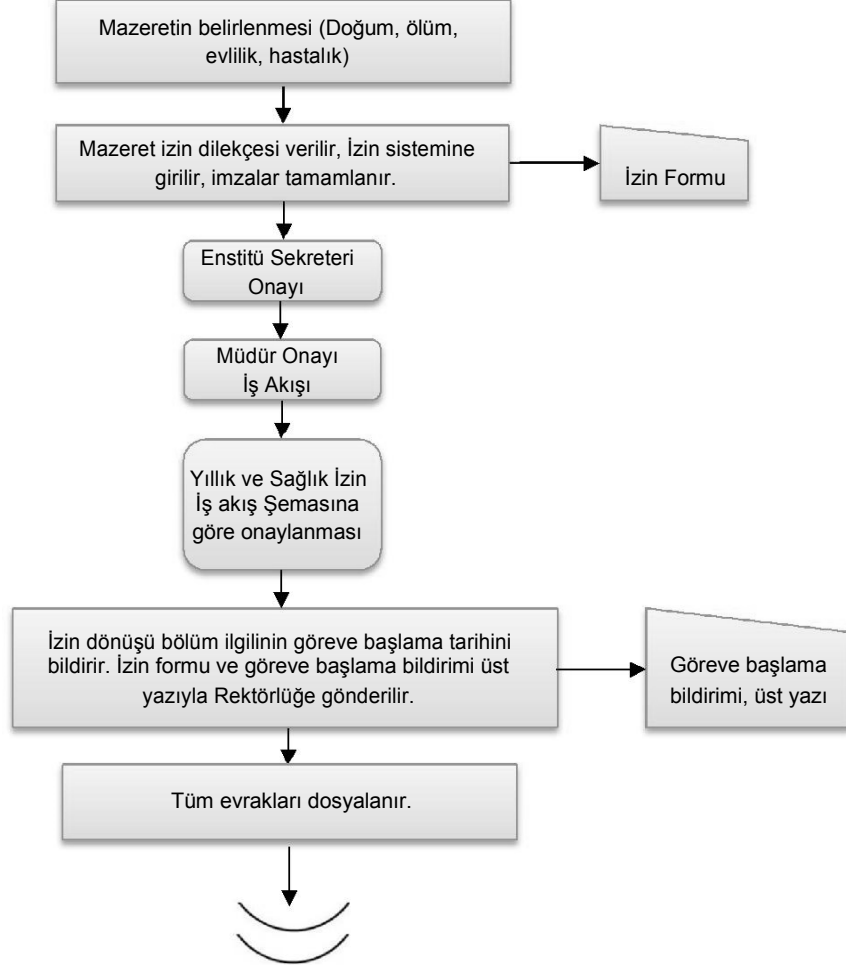 Mazeretin belirlenmesi (Doğum, ölüm,
evlilik, hastalık)
Mazeret izin dilekçesi verilir, İzin sistemine
girilir, imzalar tamamlanır.
İzin Formu
Enstitü Sekreteri
Onayı
Müdür Onayı
İş Akışı
Yıllık ve Sağlık İzin
İş akış Şemasına
göre onaylanması
İzin dönüşü bölüm ilgilinin göreve başlama tarihini
bildirir. İzin formu ve göreve başlama bildirimi üst
yazıyla Rektörlüğe gönderilir.
Göreve başlama
bildirimi, üst yazı
Tüm evrakları dosyalanır.